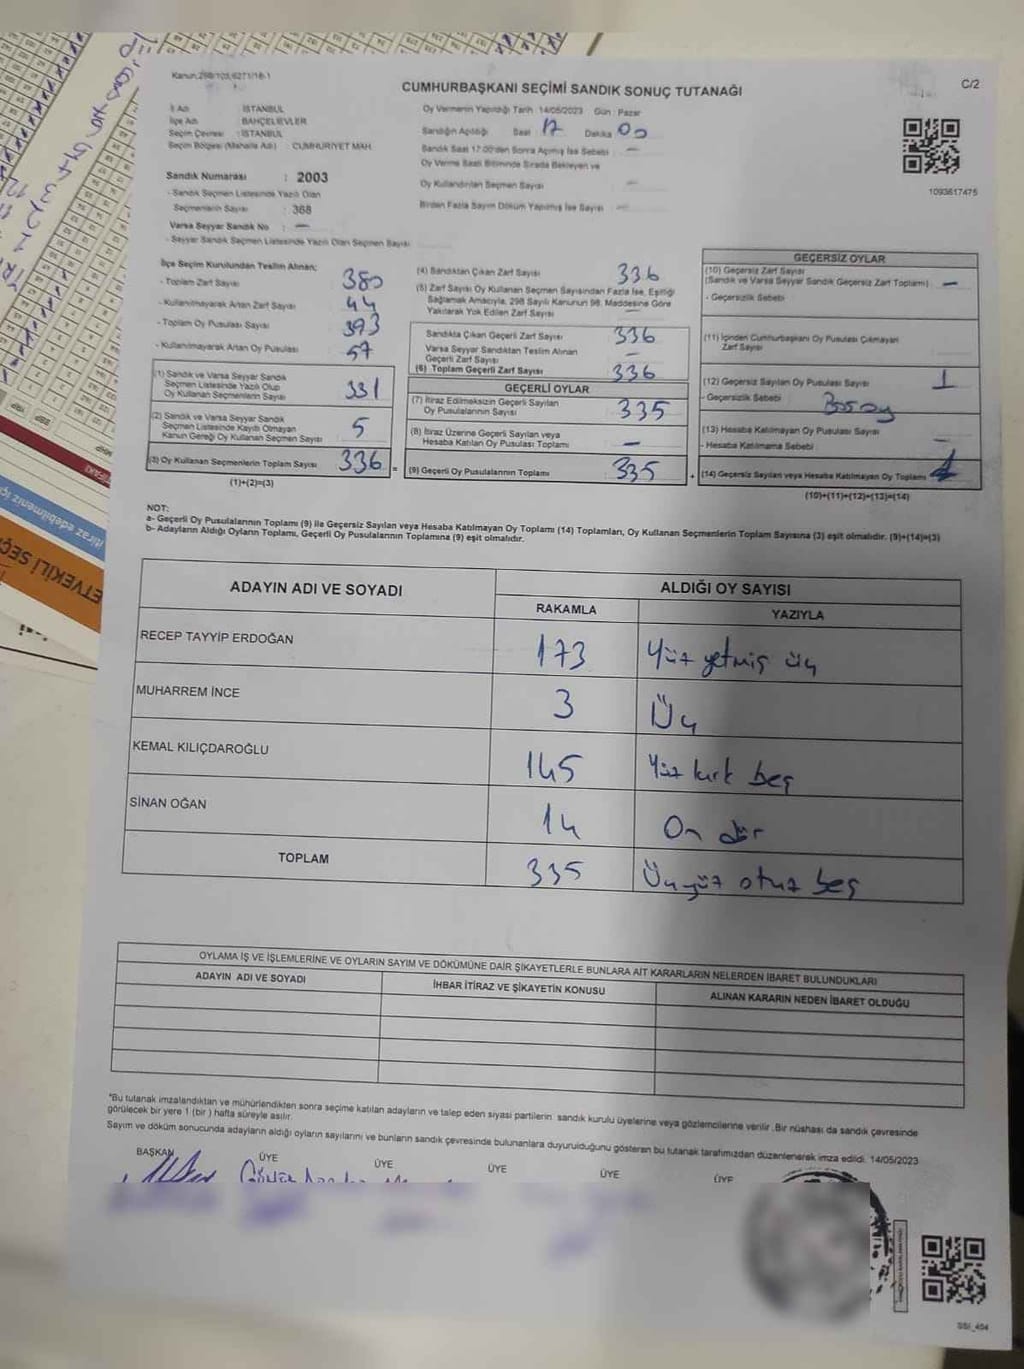 Kanun:298/103,6271/16-1
CUMHURBAŞKANI SEÇİMİ SANDIK SONUÇ TUTANAĞI
C/2
İl Adı : İSTANBUL
İlçe Adı : BAHÇELİEVLER
Seçim Çevresi : İSTANBUL
Seçim Bölgesi (Mahalle Adı) : CUMHURİYET MAH.
Sandık Numarası : 2003
- Sandık Seçmen Listesinde Yazılı Olan
Seçmenlerin Sayısı : 368
Varsa Seyyar Sandık No : —
- Seyyar Sandık Seçmen Listesinde Yazılı Olan Seçmen Sayısı
Oy Vermenin Yapıldığı Tarih : 14/05/2023 Gün : Pazar
Sandığın Açıldığı Saat 17 Dakika 00
Sandık Saat 17:00'den Sonra Açılmış İse Sebebi : —
Oy Verme Saati Bitiminde Sırada Bekleyen ve
Oy Kullandırılan Seçmen Sayısı : —
Birden Fazla Sayım Döküm Yapılmış İse Sayısı : —
1093617475
İlçe Seçim Kurulundan Teslim Alınan;
- Toplam Zarf Sayısı : 380
- Kullanılmayarak Artan Zarf Sayısı : 44
- Toplam Oy Pusulası Sayısı : 393
- Kullanılmayarak Artan Oy Pusulası : 57
(1) Sandık ve Varsa Seyyar Sandık
Seçmen Listesinde Yazılı Olup
Oy Kullanan Seçmenlerin Sayısı 331
(2) Sandık ve Varsa Seyyar Sandık
Seçmen Listesinde Kayıtlı Olmayan
Kanun Gereği Oy Kullanan Seçmen Sayısı 5
(3) Oy Kullanan Seçmenlerin Toplam Sayısı 336 =
(1)+(2)=(3)
(4) Sandıktan Çıkan Zarf Sayısı 336
(5) Zarf Sayısı Oy Kullanan Seçmen Sayısından Fazla İse, Eşitliği
Sağlamak Amacıyla, 298 Sayılı Kanunun 98. Maddesine Göre
Yakılarak Yok Edilen Zarf Sayısı —
Sandıkta Çıkan Geçerli Zarf Sayısı 336
Varsa Seyyar Sandıktan Teslim Alınan
Geçerli Zarf Sayısı —
(6) Toplam Geçerli Zarf Sayısı 336
GEÇERLİ OYLAR
(7) İtiraz Edilmeksizin Geçerli Sayılan
Oy Pusulalarının Sayısı 335
(8) İtiraz Üzerine Geçerli Sayılan veya
Hesaba Katılan Oy Pusulası Toplamı —
(9) Geçerli Oy Pusulalarının Toplamı 335 +
GEÇERSİZ OYLAR
(10) Geçersiz Zarf Sayısı
(Sandık ve Varsa Seyyar Sandık Geçersiz Zarf Toplamı) —
- Geçersizlik Sebebi
(11) İçinden Cumhurbaşkanı Oy Pusulası Çıkmayan
Zarf Sayısı
(12) Geçersiz Sayılan Oy Pusulası Sayısı 1
- Geçersizlik Sebebi Boş oy
(13) Hesaba Katılmayan Oy Pusulası Sayısı —
- Hesaba Katılmama Sebebi
(14) Geçersiz Sayılan veya Hesaba Katılmayan Oy Toplamı 1
(10)+(11)+(12)+(13)=(14)
NOT:
a- Geçerli Oy Pusulalarının Toplamı (9) ile Geçersiz Sayılan veya Hesaba Katılmayan Oy Toplamı (14) Toplamları, Oy Kullanan Seçmenlerin Toplam Sayısına (3) eşit olmalıdır. (9)+(14)=(3)
b- Adayların Aldığı Oyların Toplamı, Geçerli Oy Pusulalarının Toplamına (9) eşit olmalıdır.
ADAYIN ADI VE SOYADI ALDIĞI OY SAYISI
RAKAMLA YAZIYLA
RECEP TAYYİP ERDOĞAN 173 Yüz yetmiş üç
MUHARREM İNCE 3 Üç
KEMAL KILIÇDAROĞLU 145 Yüz kırk beş
SİNAN OĞAN 14 On dör
TOPLAM 335 Üçyüz otuz beş
OYLAMA İŞ VE İŞLEMLERİNE VE OYLARIN SAYIM VE DÖKÜMÜNE DAİR ŞİKAYETLERLE BUNLARA AİT KARARLARIN NELERDEN İBARET BULUNDUKLARI
ADAYIN ADI VE SOYADI İHBAR İTİRAZ VE ŞİKAYETİN KONUSU ALINAN KARARIN NEDEN İBARET OLDUĞU
*Bu tutanak imzalandıktan ve mühürlendikten sonra seçime katılan adayların ve talep eden siyasi partilerin sandık kurulu üyelerine veya gözlemcilerine verilir. Bir nüshası da sandık çevresinde
görülecek bir yere 1 (bir ) hafta süreyle asılır.
Sayım ve döküm sonucunda adayların aldığı oyların sayılarını ve bunların sandık çevresinde bulunanlara duyurulduğunu gösteren bu tutanak tarafımızdan düzenlenerek imza edildi. 14/05/2023
BAŞKAN ÜYE ÜYE ÜYE ÜYE ÜYE
SSI_404
itiraz edebilmeniz için
ETVEKİLİ SEÇ